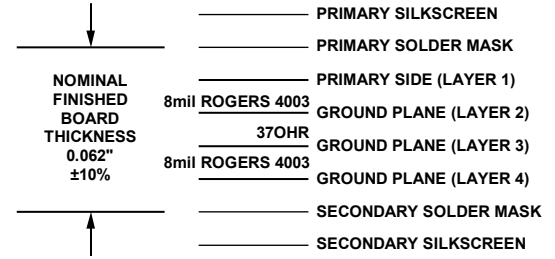 PRIMARY SILKSCREEN
PRIMARY SOLDER MASK
PRIMARY SIDE (LAYER 1)
8mil ROGERS 4003
GROUND PLANE (LAYER 2)
37OHR
GROUND PLANE (LAYER 3)
8mil ROGERS 4003
GROUND PLANE (LAYER 4)
SECONDARY SOLDER MASK
SECONDARY SILKSCREEN
NOMINAL
FINISHED
BOARD
THICKNESS
0.062"
±10%